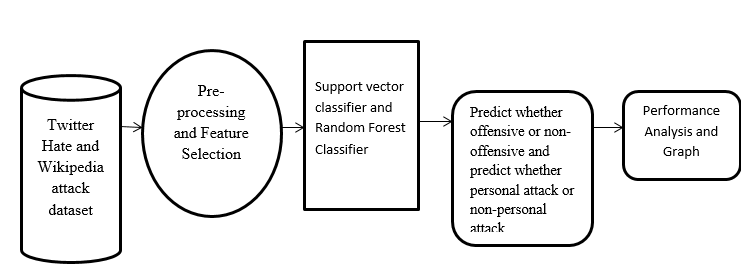 Twitter
Hate and
Wikipedia
attack
dataset
Pre-
processing
and Feature
Selection
Support vector
classifier and
Random Forest
Classifier
Predict whether
offensive or non-
offensive and
predict whether
personal attack or
non-personal
attack
Performance
Analysis and
Graph